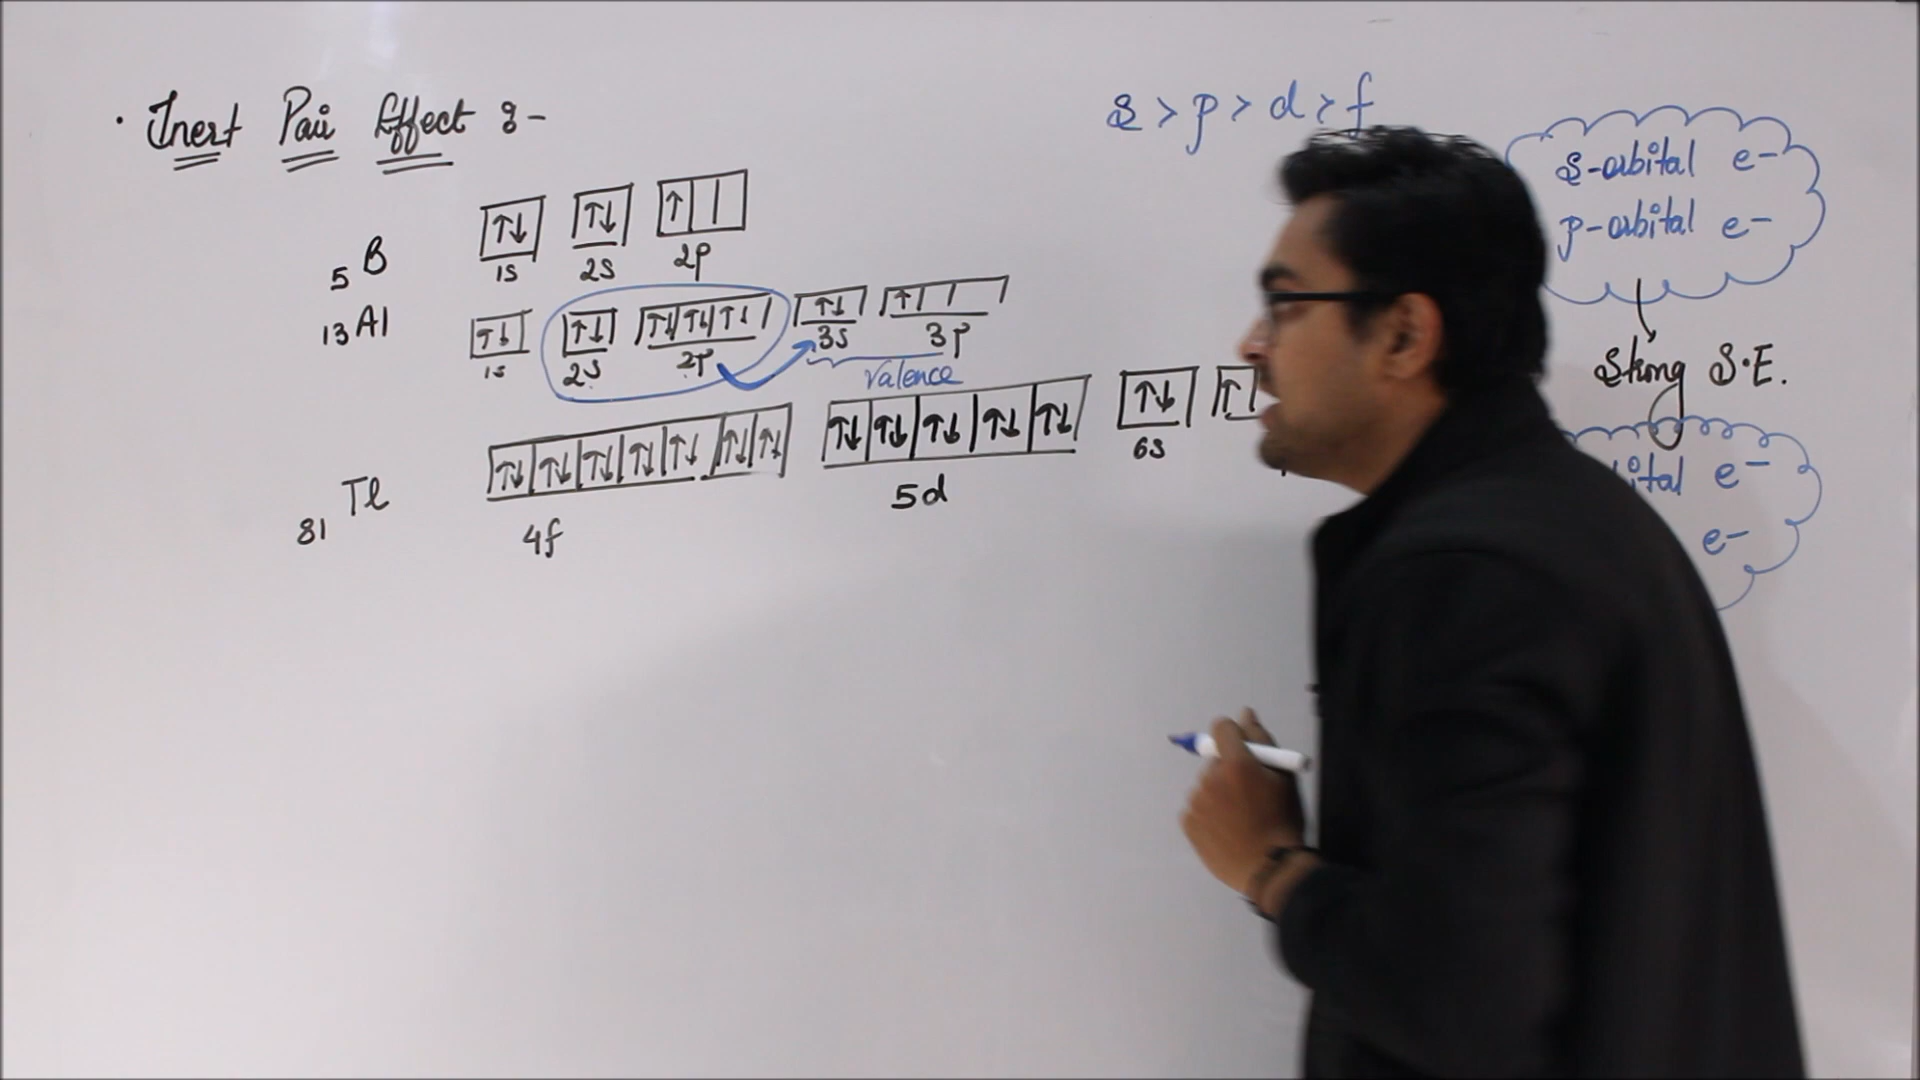 · Inert Pair Effect :-
s > p > d > f
s-orbital e-
p-orbital e-
Strong S.E.
e-
e-
5 B
↑↓ ↑↓ ↑
1s 2s 2p
13 Al
↑↓ ↑↓ ↑↓ ↑↓ ↑↓ ↑↓ ↑
1s 2s 2p 3s 3p
Valence
81 Tl
↑↓ ↑↓ ↑↓ ↑↓ ↑↓ ↑↓ ↑↓ ↑↓ ↑↓ ↑↓ ↑↓ ↑↓ ↑↓ ↑
4f 5d 6s